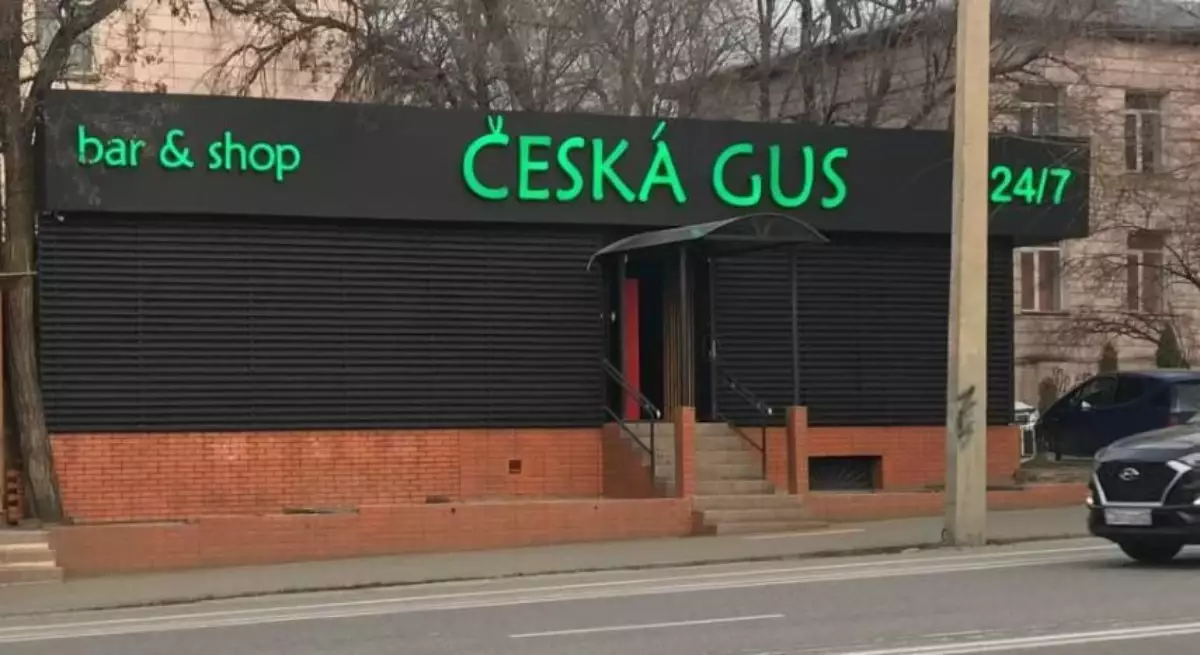 bar & shop
ČESKÁ GUS
24/7